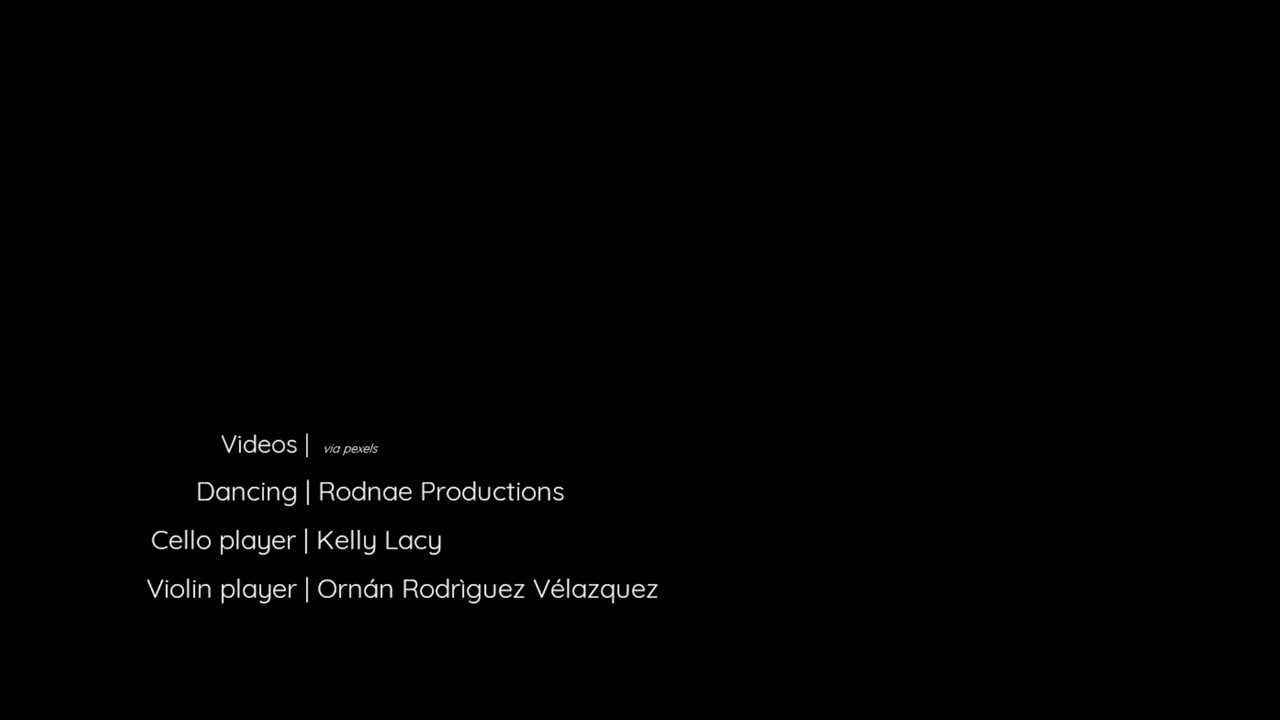 Videos | via pexels
Dancing | Rodnae Productions
Cello player | Kelly Lacy
Violin player | Ornán Rodrìguez Vélazquez